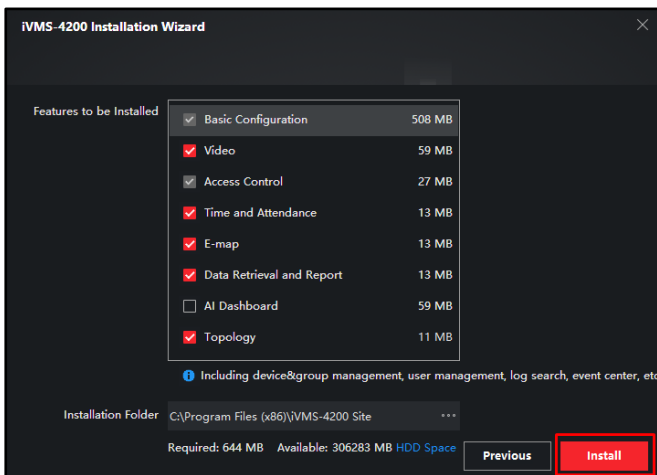 iVMS-4200 Installation Wizard
Features to be Installed
Basic Configuration 508 MB
Video 59 MB
Access Control 27 MB
Time and Attendance 13 MB
E-map 13 MB
Data Retrieval and Report 13 MB
AI Dashboard 59 MB
Topology 11 MB
Including device&group management, user management, log search, event center, etc
Installation Folder C:\Program Files (x86)\iVMS-4200 Site ...
Required: 644 MB Available: 306283 MB HDD Space
Previous Install